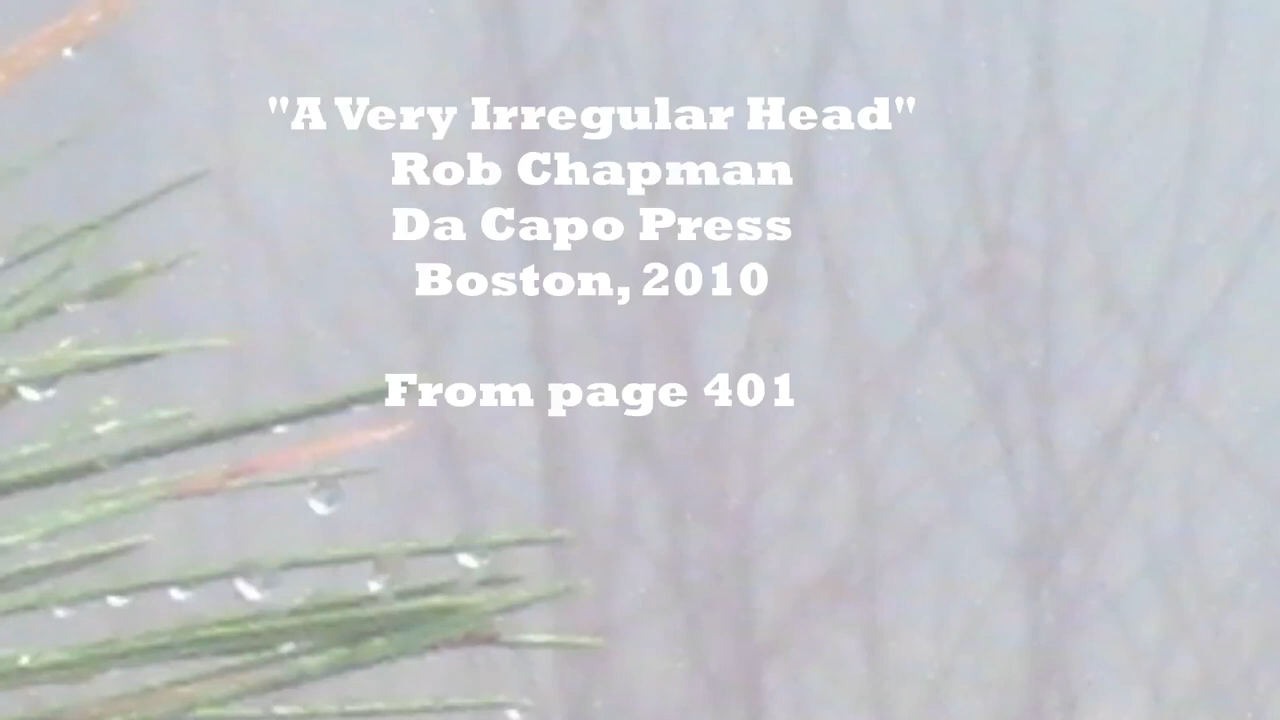 "A Very Irregular Head"
Rob Chapman
Da Capo Press
Boston, 2010
From page 401